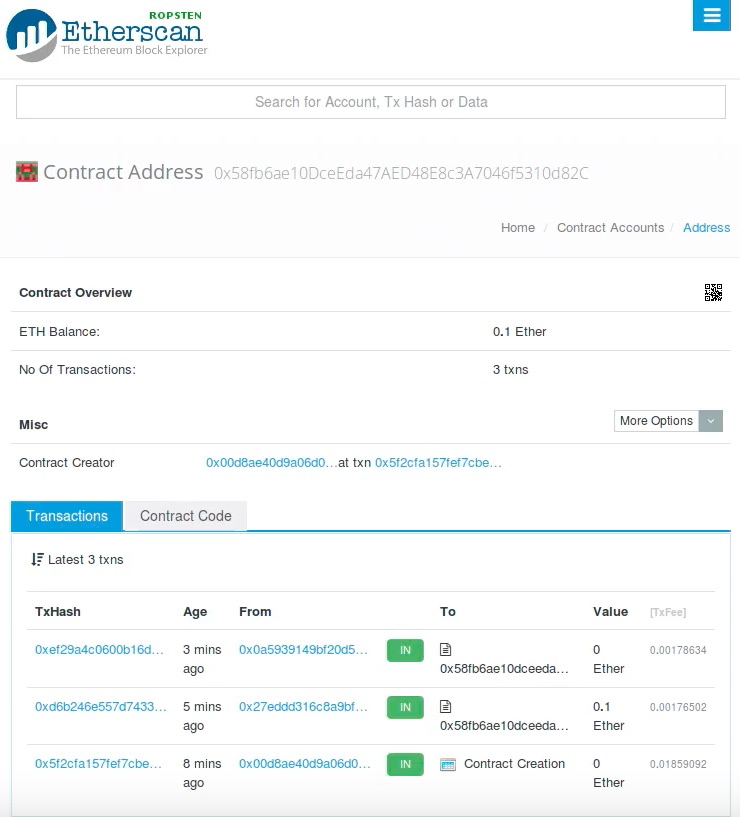 ROPSTEN
Etherscan
The Ethereum Block Explorer
Search for Account, Tx Hash or Data
Contract Address 0x58fb6ae10DceEda47AED48E8c3A7046f5310d82C
Home / Contract Accounts / Address
Contract Overview
ETH Balance: 0.1 Ether
No Of Transactions: 3 txns
Misc More Options
Contract Creator 0x00d8ae40d9a06d0...at txn 0x5f2cfa157fef7cbe...
Transactions Contract Code
Latest 3 txns
TxHash Age From To Value [TxFee]
0xef29a4c0600b16d... 3 mins ago 0x0a5939149bf20d5... IN 0x58fb6ae10dceeda... 0 Ether 0.00178634
0xd6b246e557d7433... 5 mins ago 0x27eddd316c8a9bf... IN 0x58fb6ae10dceeda... 0.1 Ether 0.00176502
0x5f2cfa157fef7cbe... 8 mins ago 0x00d8ae40d9a06d0... IN Contract Creation 0 Ether 0.01859092